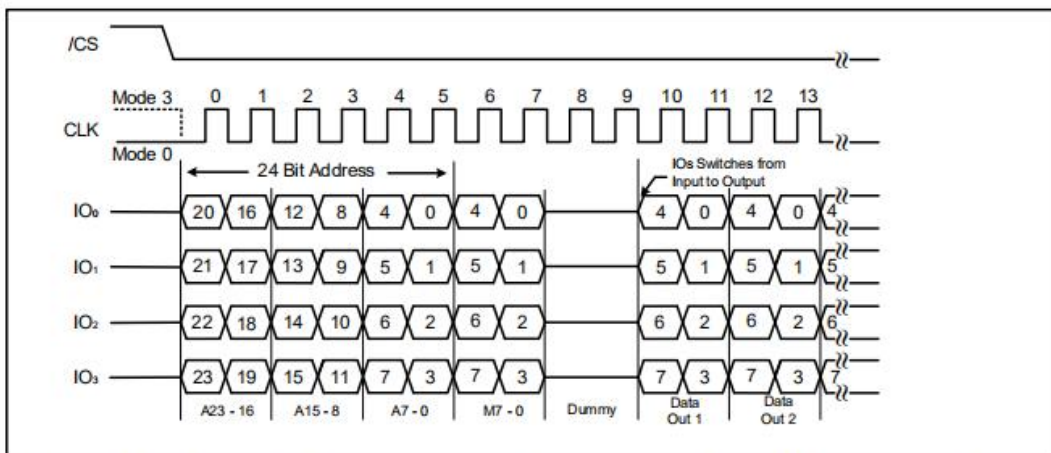 /CS
Mode 3 0 1 2 3 4 5 6 7 8 9 10 11 12 13
CLK
Mode 0
24 Bit Address
IOs Switches from
Input to Output
IO₀ 20 16 12 8 4 0 4 0 4 0 4 0 4
IO₁ 21 17 13 9 5 1 5 1 5 1 5 1 5
IO₂ 22 18 14 10 6 2 6 2 6 2 6 2 6
IO₃ 23 19 15 11 7 3 7 3 7 3 7 3 7
A23 - 16 A15 - 8 A7 - 0 M7 - 0 Dummy Data Out 1 Data Out 2